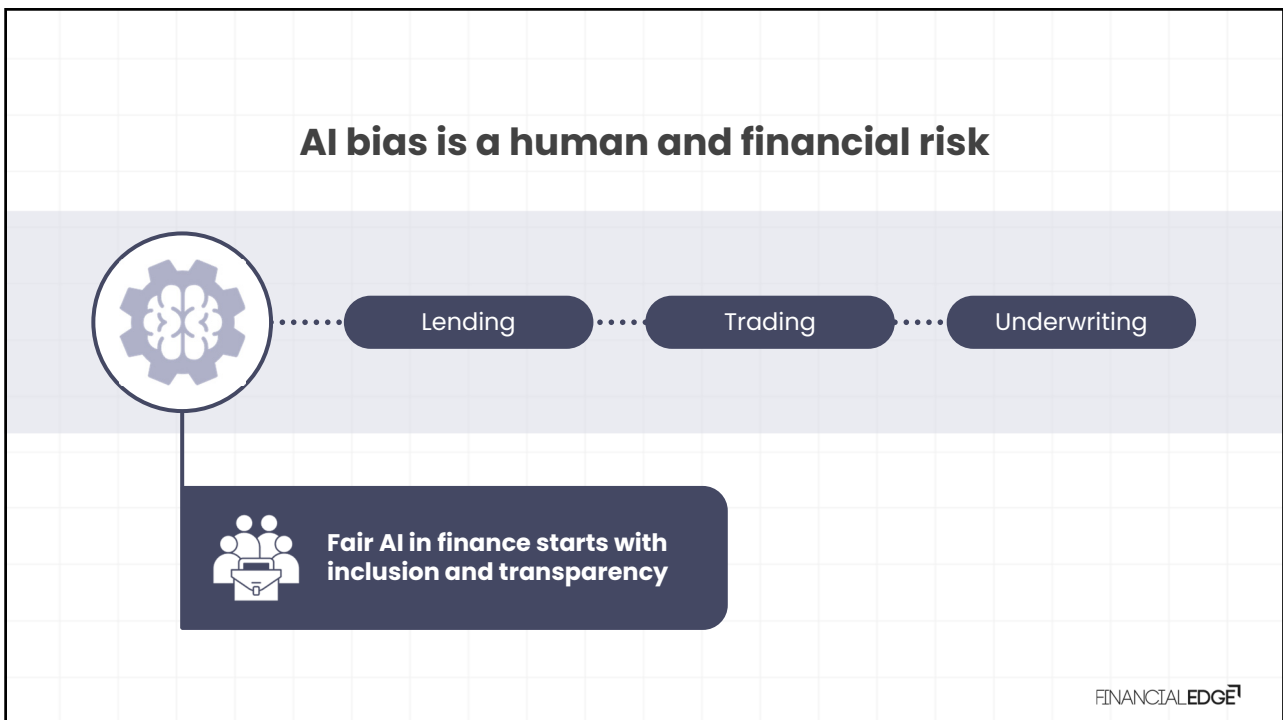 AI bias is a human and financial risk
Lending
Trading
Underwriting
Fair AI in finance starts with
inclusion and transparency
FINANCIALEDGE